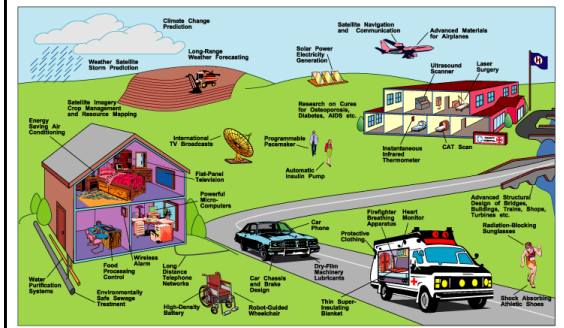 Climate Change
Prediction
Satellite Navigation
and Communication
Advanced Materials
for Airplanes
Weather Satellite
Storm Prediction
Long-Range
Weather Forecasting
Solar Power
Electricity
Generation
Ultrasound
Scanner
Laser
Surgery
H
Satellite Imagery
Crop Management
and Resource Mapping
Research on Cures
for Osteoporosis,
Diabetes, AIDS etc.
Energy
Saving Air
Conditioning
International
TV Broadcasts
Programmable
Pacemaker
Instantaneous
Infrared
Thermometer
CAT Scan
Flat-Panel
Television
Automatic
Insulin Pump
Powerful
Micro-
Computers
Advanced Structural
Design of Bridges,
Buildings, Trains, Shops,
Turbines etc.
Car
Phone
Firefighter
Breathing
Apparatus
Heart
Monitor
Protective
Clothing
Radiation-Blocking
Sunglasses
Water
Purification
Systems
Food
Processing
Control
Wireless
Alarm
Long
Distance
Telephone
Networks
Car Chassis
and Brake
Design
Dry-Film
Machinery
Lubricants
Environmentally
Safe Sewage
Treatment
High-Density
Battery
Robot-Guided
Wheelchair
Thin Super-
Insulating
Blanket
Shock Absorbing
Athletic Shoes